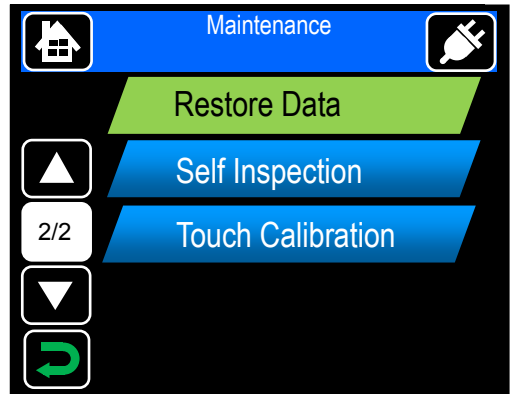 Maintenance
Restore Data
Self Inspection
2/2
Touch Calibration